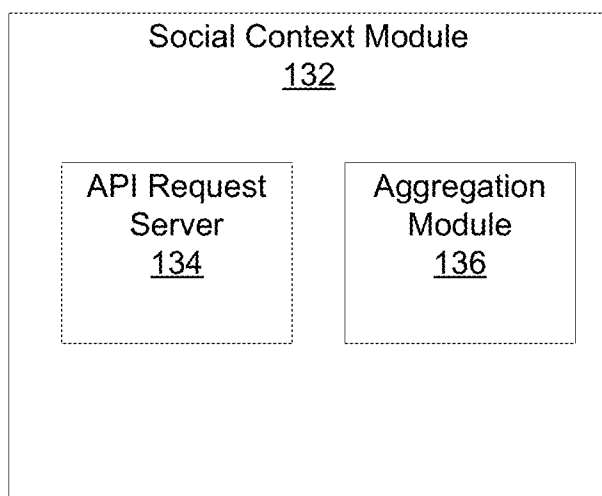 Social Context Module
132
API Request
Server
134
Aggregation
Module
136